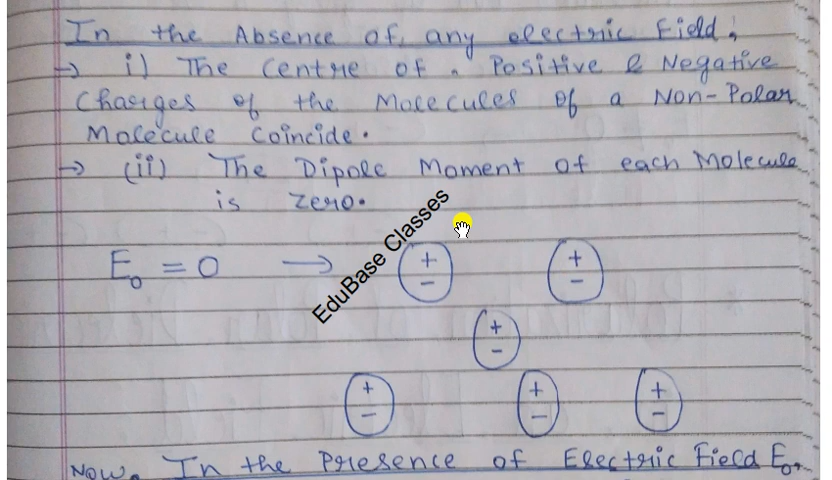 In the Absence of any electric Field,
→ i) The Centre of Positive & Negative
Charges of the Molecules of a Non-Polar
Molecule Coincide.
→ (ii) The Dipole Moment of each Molecule
is Zero.
EduBase Classes
E₀ = 0 → + - + -
+ -
+ - + - + -
Now, In the Presence of Electric Field E₀,